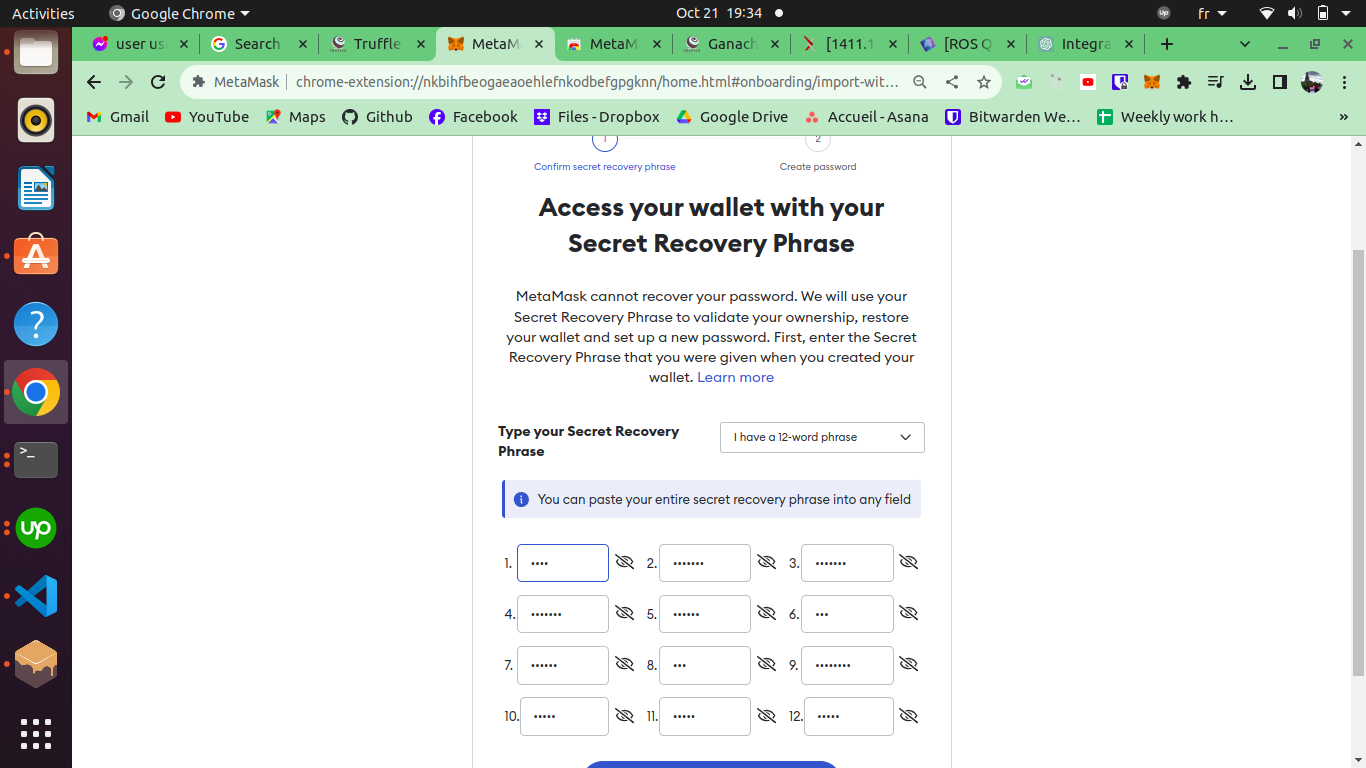 Activities Google Chrome Oct 21 19:34 fr
user us Search Truffle MetaM MetaM Ganach [1411.1 [ROS Q Integra
MetaMask chrome-extension://nkbihfbeogaeaoehlefnkodbefgpgknn/home.html#onboarding/import-wit...
Gmail YouTube Maps Github Facebook Files - Dropbox Google Drive Accueil - Asana Bitwarden We... Weekly work h... »
1 2
Confirm secret recovery phrase Create password
Access your wallet with your
Secret Recovery Phrase
MetaMask cannot recover your password. We will use your
Secret Recovery Phrase to validate your ownership, restore
your wallet and set up a new password. First, enter the Secret
Recovery Phrase that you were given when you created your
wallet. Learn more
Type your Secret Recovery
Phrase
I have a 12-word phrase
You can paste your entire secret recovery phrase into any field
1. •••• 2. ••••••• 3. •••••••
4. ••••••• 5. •••••• 6. •••
7. •••••• 8. ••• 9. ••••••••
10. ••••• 11. ••••• 12. •••••